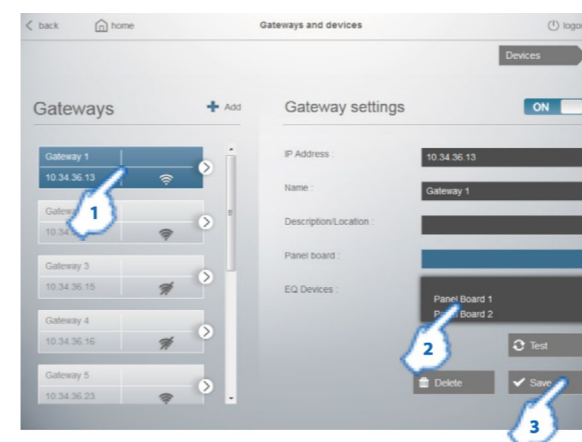 back
home
Gateways and devices
Devices
Gateways
Add
Gateway 1
10.34.36.13
1
10.34
Gateway 3
10.34.36.15
Gateway 4
10.34.36.16
Gateway 5
10.34.36.23
Gateway settings
ON
IP Address :
10.34.36.13
Name :
Gateway 1
Description/Location :
Panel board :
EQ Devices :
Panel Board 1
Board 2
2
Test
Delete
Save
3